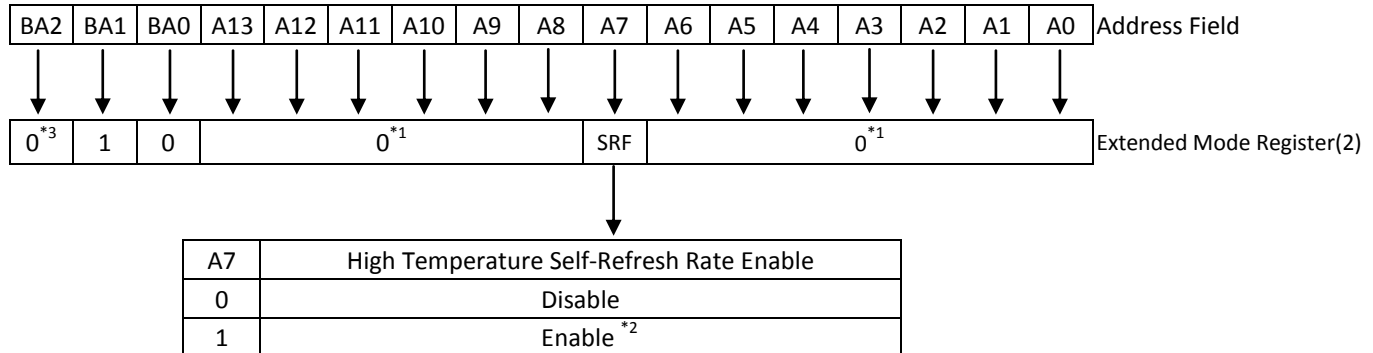 BA2 BA1 BA0 A13 A12 A11 A10 A9 A8 A7 A6 A5 A4 A3 A2 A1 A0 Address Field
0*3 1 0 0*1 SRF 0*1 Extended Mode Register(2)
A7 High Temperature Self-Refresh Rate Enable
0 Disable
1 Enable *2